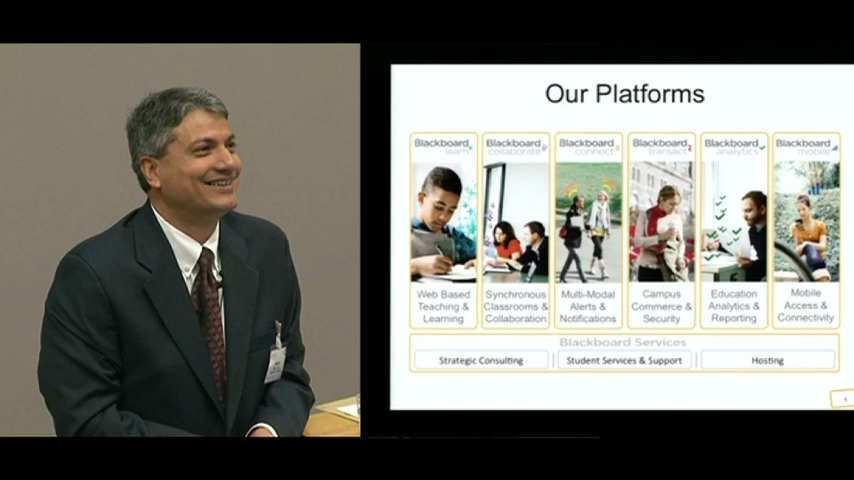 Our Platforms
Blackboard learn
Blackboard collaborate
Blackboard connect
Blackboard transact
Blackboard analytics
Blackboard mobile
Web Based
Teaching &
Learning
Synchronous
Classrooms &
Collaboration
Multi-Modal
Alerts &
Notifications
Campus
Commerce &
Security
Education
Analytics &
Reporting
Mobile
Access &
Connectivity
Blackboard Services
Strategic Consulting
Student Services & Support
Hosting